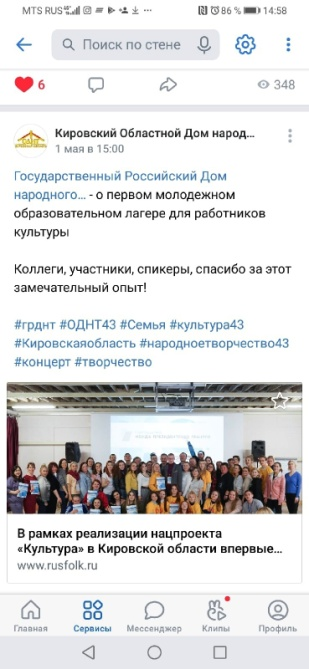 MTS RUS 86 % 14:58
Поиск по стене
6 348
Кировский Областной Дом народ...
1 мая в 15:00
Государственный Российский Дом
народного... - о первом молодежном
образовательном лагере для работников
культуры
Коллеги, участники, спикеры, спасибо за этот
замечательный опыт!
#грднт #ОДНТ43 #Семья #культура43
#Кировскаяобласть #народноетворчество43
#концерт #творчество
В рамках реализации нацпроекта
«Культура» в Кировской области впервые...
www.rusfolk.ru
Главная Сервисы Мессенджер Клипы Профиль